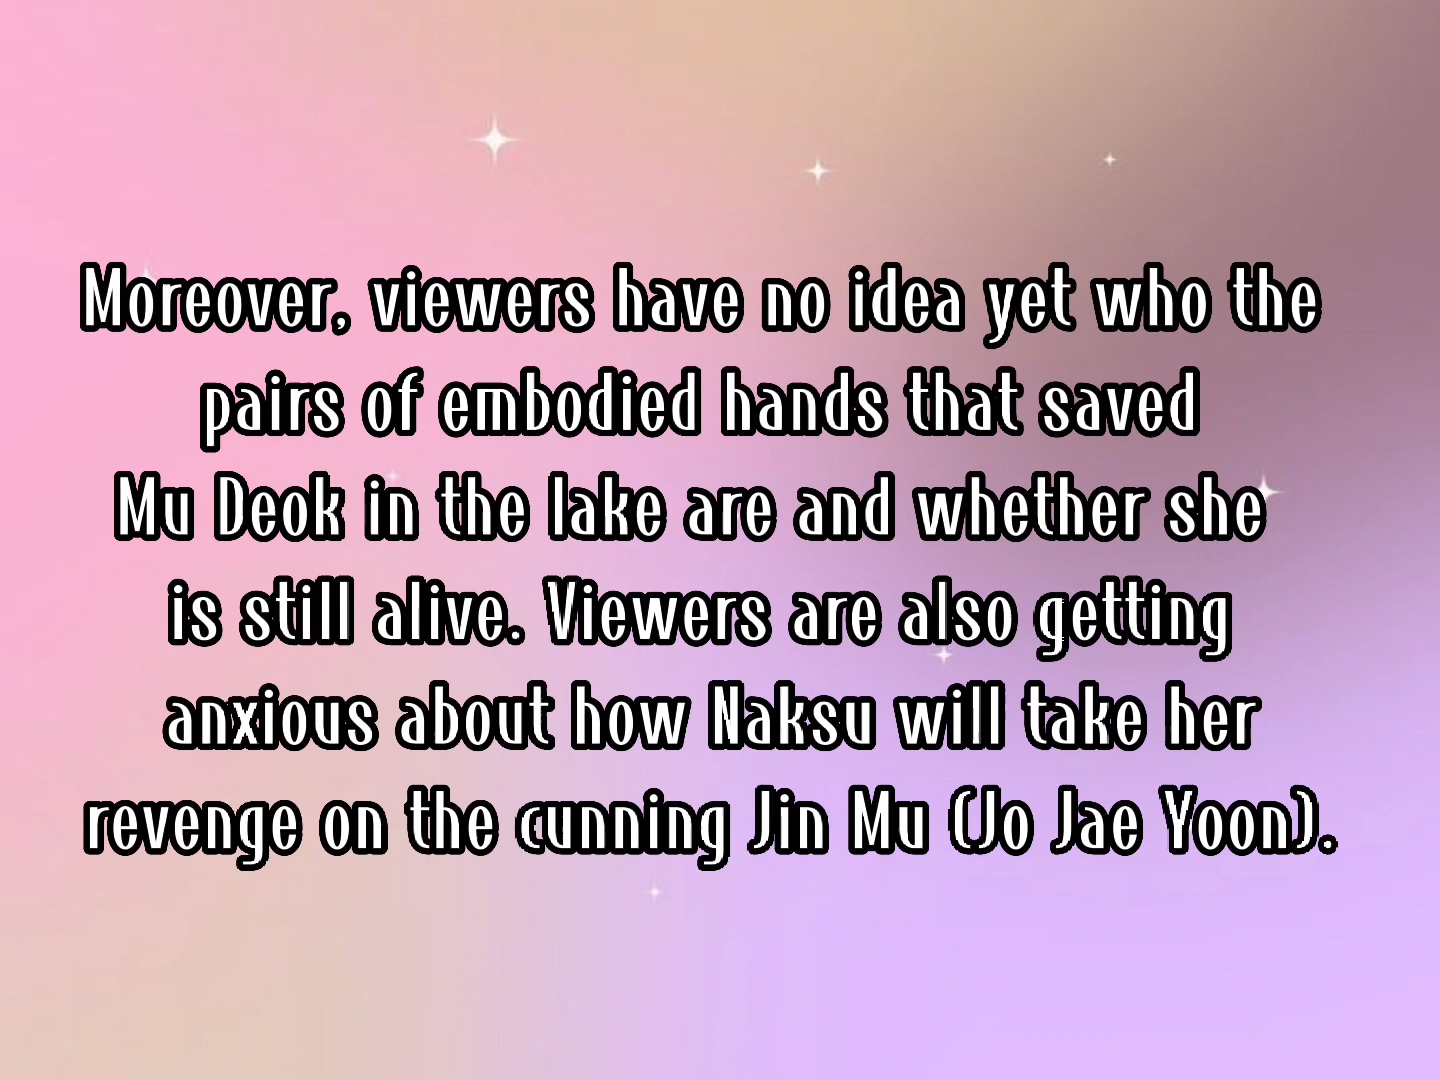 Moreover, viewers have no idea yet who the
pairs of embodied hands that saved
Mu Deok in the lake are and whether she
is still alive. Viewers are also getting
anxious about how Naksu will take her
revenge on the cunning Jin Mu (Jo Jae Yoon).